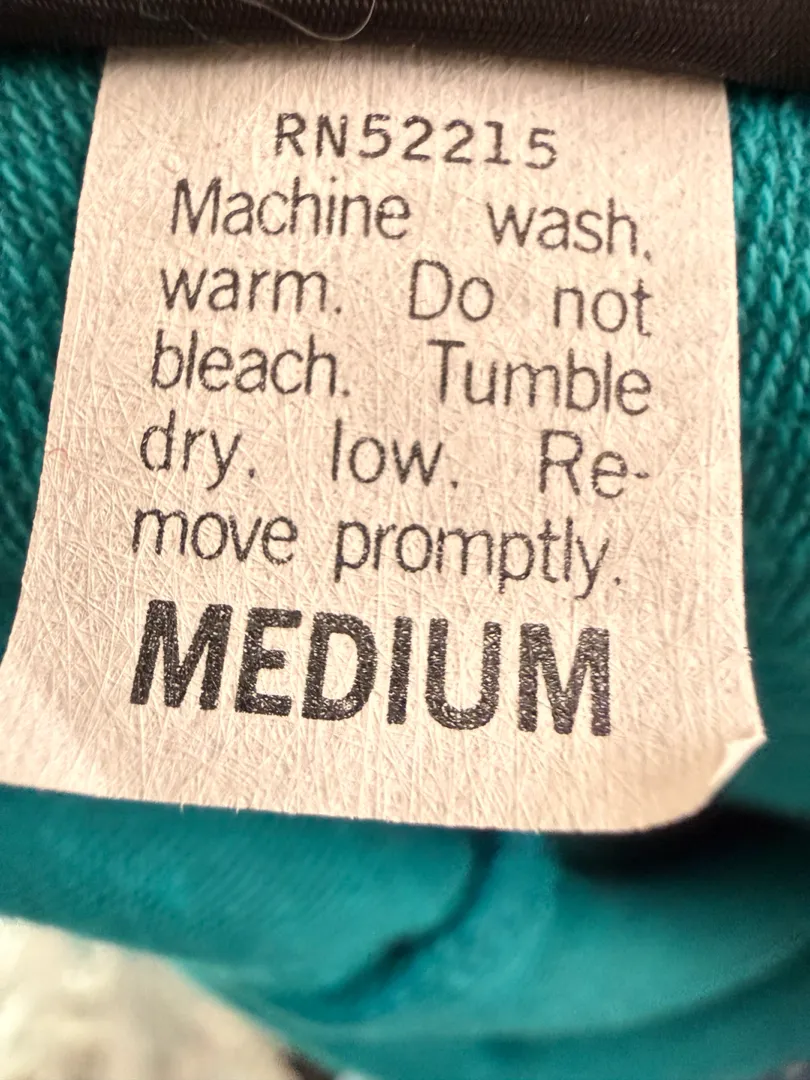 RN52215
Machine wash,
warm. Do not
bleach. Tumble
dry, low. Re-
move promptly.
MEDIUM